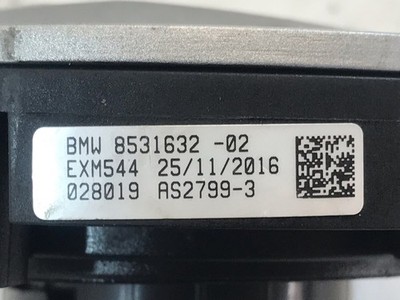 BMW 8531632 -02
EXM544 25/11/2016
028019 AS2799-3